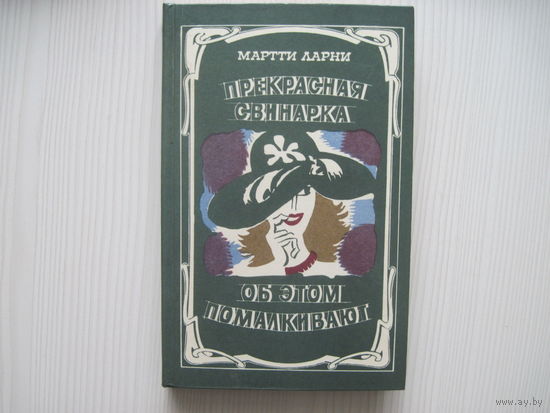 МАРТТИ ЛАРНИ
ПРЕКРАСНАЯ
СВИНАРКА
ОБ ЭТОМ
ПОМАЛКИВАЮТ
www.ay.by